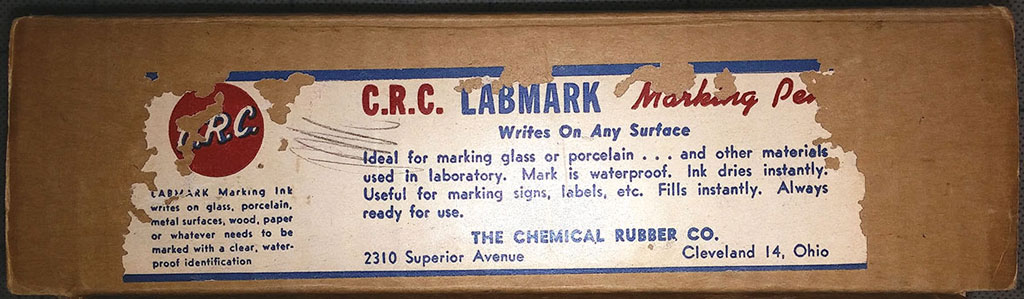 C.R.C. LABMARK Marking Pen
Writes On Any Surface
Ideal for marking glass or porcelain . . . and other materials
used in laboratory. Mark is waterproof. Ink dries instantly.
Useful for marking signs, labels, etc. Fills instantly. Always
ready for use.
THE CHEMICAL RUBBER CO.
2310 Superior Avenue Cleveland 14, Ohio
C.R.C.
LABMARK Marking Ink
writes on glass, porcelain,
metal surfaces, wood, paper
or whatever needs to be
marked with a clear, water-
proof identification